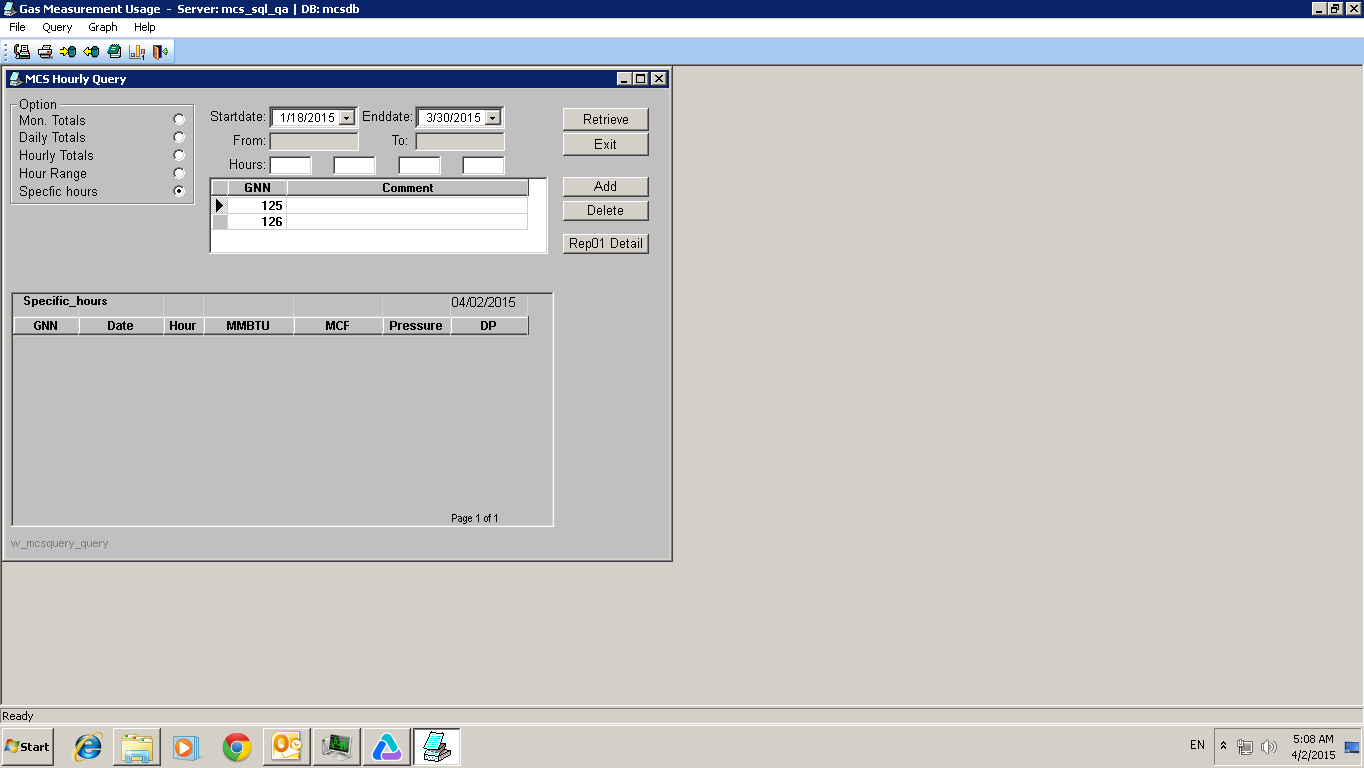 Gas Measurement Usage - Server: mcs_sql_qa | DB: mcsdb
File Query Graph Help
MCS Hourly Query
Option
Mon. Totals
Daily Totals
Hourly Totals
Hour Range
Specfic hours
Startdate: 1/18/2015 Enddate: 3/30/2015
From: To:
Hours:
GNN Comment
125
126
Retrieve
Exit
Add
Delete
Rep01 Detail
Specific_hours 04/02/2015
GNN Date Hour MMBTU MCF Pressure DP
Page 1 of 1
w_mcsquery_query
Ready
Start EN 5:08 AM
4/2/2015